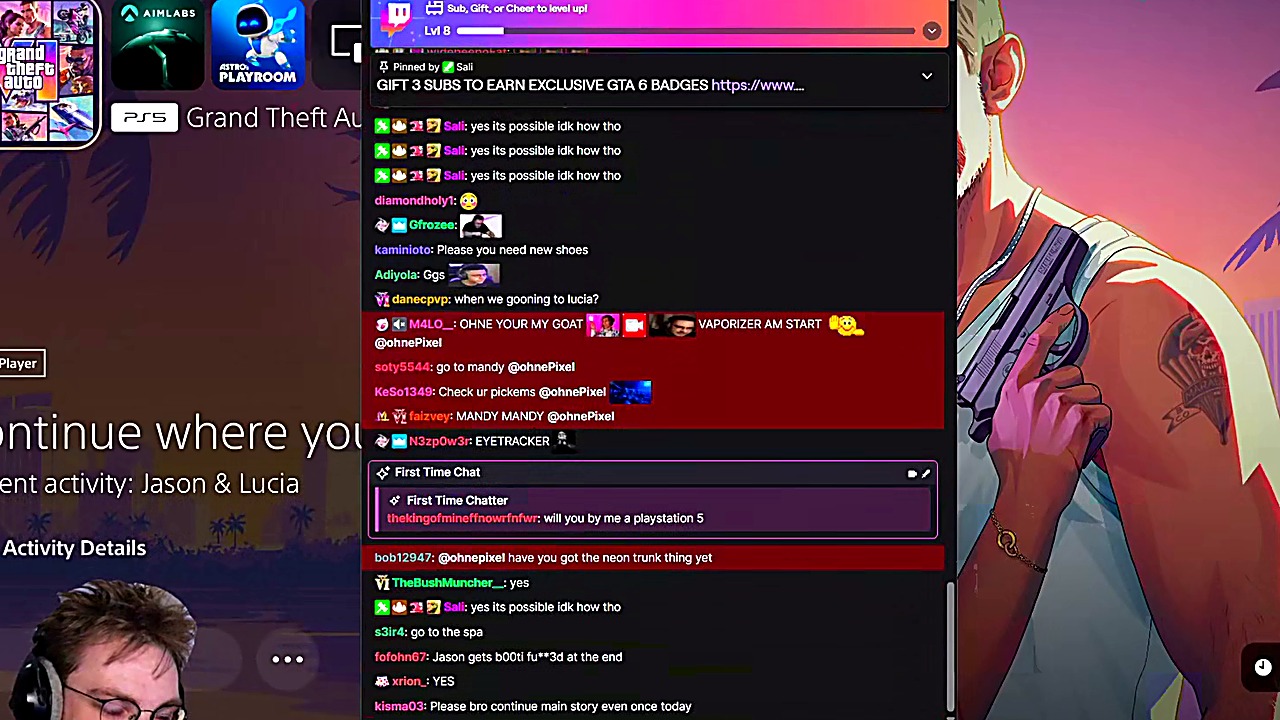 AIMLABS
grand
theft
auto
ASTRO's
PLAYROOM
PS5 Grand Theft Au
Player
ontinue where you
ent activity: Jason & Lucia
Activity Details
Sub, Gift, or Cheer to level up!
Lvl 8
Pinned by Sali
GIFT 3 SUBS TO EARN EXCLUSIVE GTA 6 BADGES https://www....
Sali: yes its possible idk how tho
Sali: yes its possible idk how tho
Sali: yes its possible idk how tho
diamondholy1:
Gfrozee:
kaminioto: Please you need new shoes
Adiyola: Ggs
danecpvp: when we gooning to lucia?
M4LO__: OHNE YOUR MY GOAT VAPORIZER AM START
@ohnePixel
soty5544: go to mandy @ohnePixel
KeSo1349: Check ur pickems @ohnePixel
faizvey: MANDY MANDY @ohnePixel
N3zp0w3r: EYETRACKER
First Time Chat
First Time Chatter
thekingofmineffnowrfnfwr: will you by me a playstation 5
bob12947: @ohnepixel have you got the neon trunk thing yet
TheBushMuncher__: yes
Sali: yes its possible idk how tho
s3ir4: go to the spa
fofohn67: Jason gets b00ti fu**3d at the end
xrion_: YES
kisma03: Please bro continue main story even once today